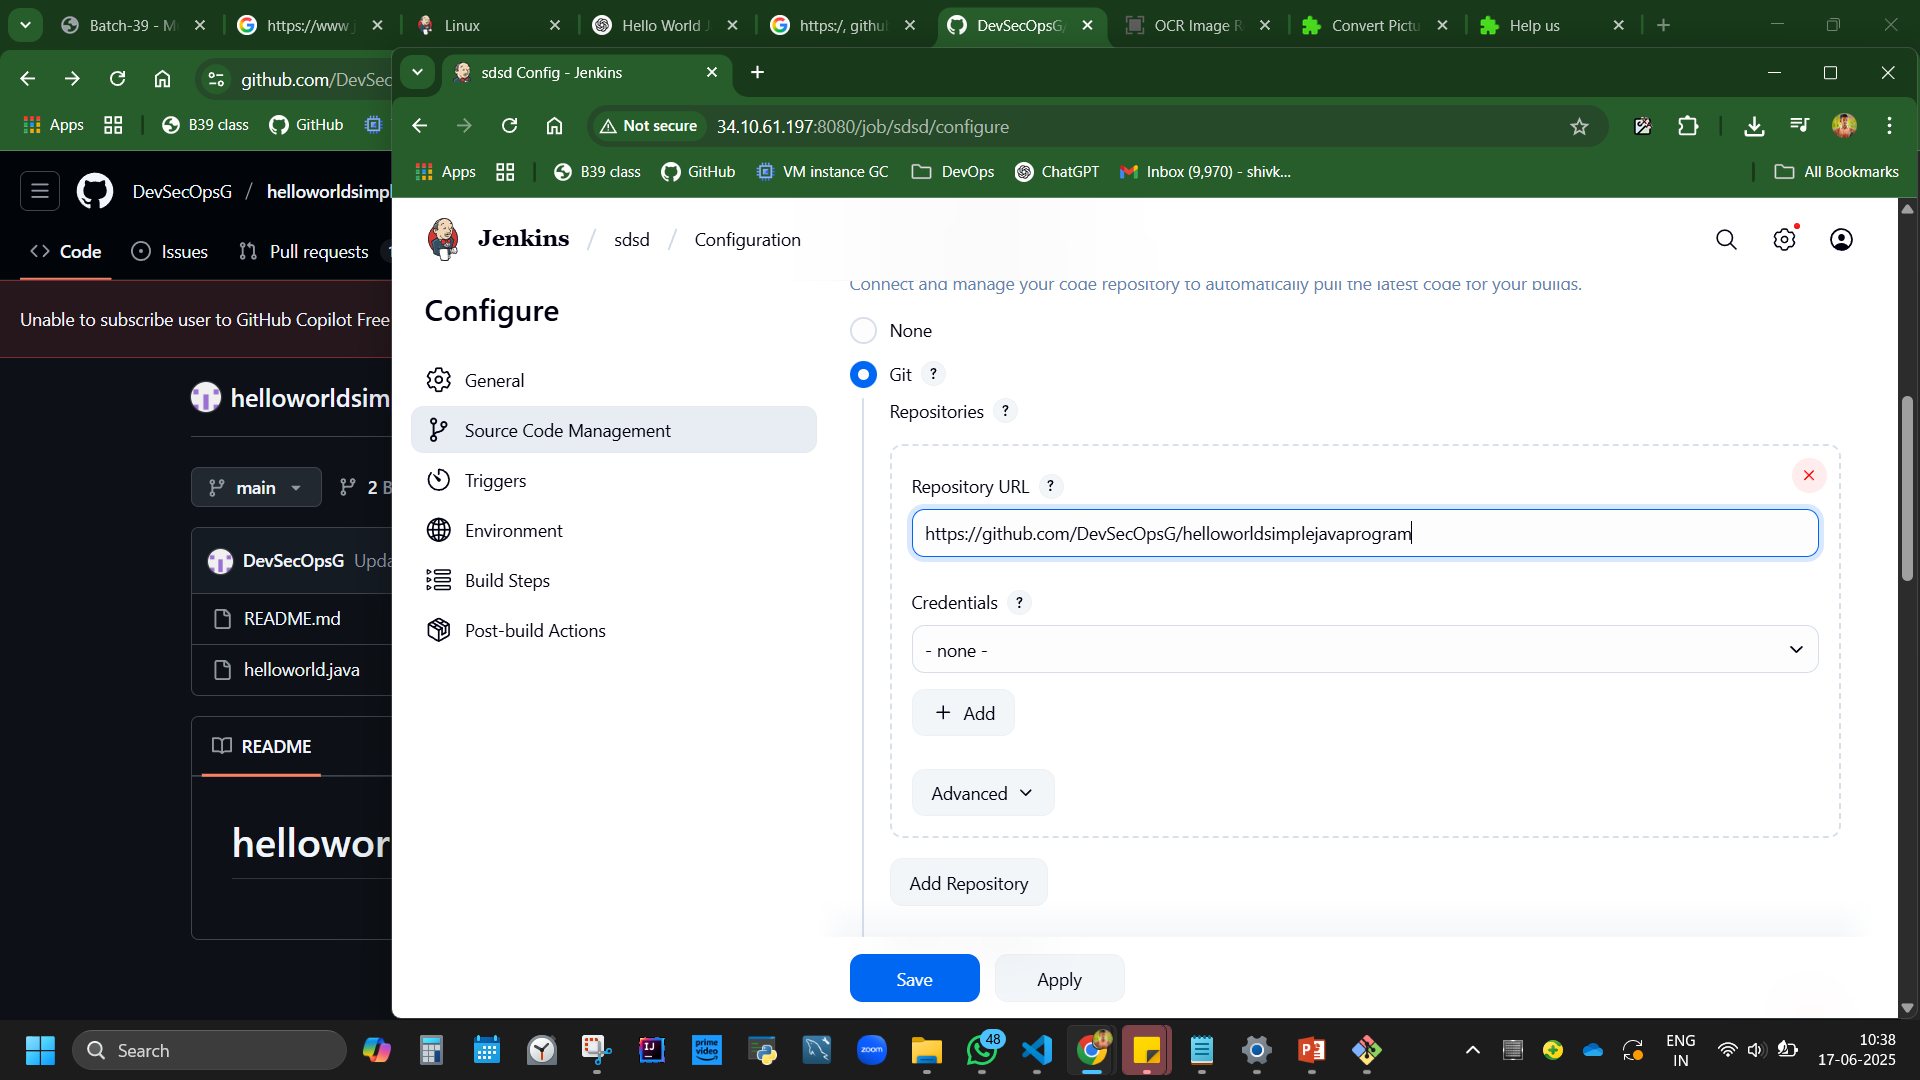 Batch-39 - M
https://www.j
Linux
Hello World J
https:/, githu
DevSecOpsG/
OCR Image R
Convert Pictu
Help us
github.com/DevSec
Apps
B39 class
GitHub
DevSecOpsG / helloworldsimpl
Code
Issues
Pull requests
Unable to subscribe user to GitHub Copilot Free
helloworldsim
main
2 B
DevSecOpsG Upda
README.md
helloworld.java
README
hellowor
sdsd Config - Jenkins
Not secure
34.10.61.197:8080/job/sdsd/configure
Apps
B39 class
GitHub
VM instance GC
DevOps
ChatGPT
Inbox (9,970) - shivk...
All Bookmarks
Jenkins / sdsd / Configuration
Configure
General
Source Code Management
Triggers
Environment
Build Steps
Post-build Actions
Connect and manage your code repository to automatically pull the latest code for your builds.
None
Git ?
Repositories ?
Repository URL ?
https://github.com/DevSecOpsG/helloworldsimplejavaprogram
Credentials ?
- none -
+ Add
Advanced
Add Repository
Save
Apply
Search
prime video
zoom
48
ENG
IN
10:38
17-06-2025